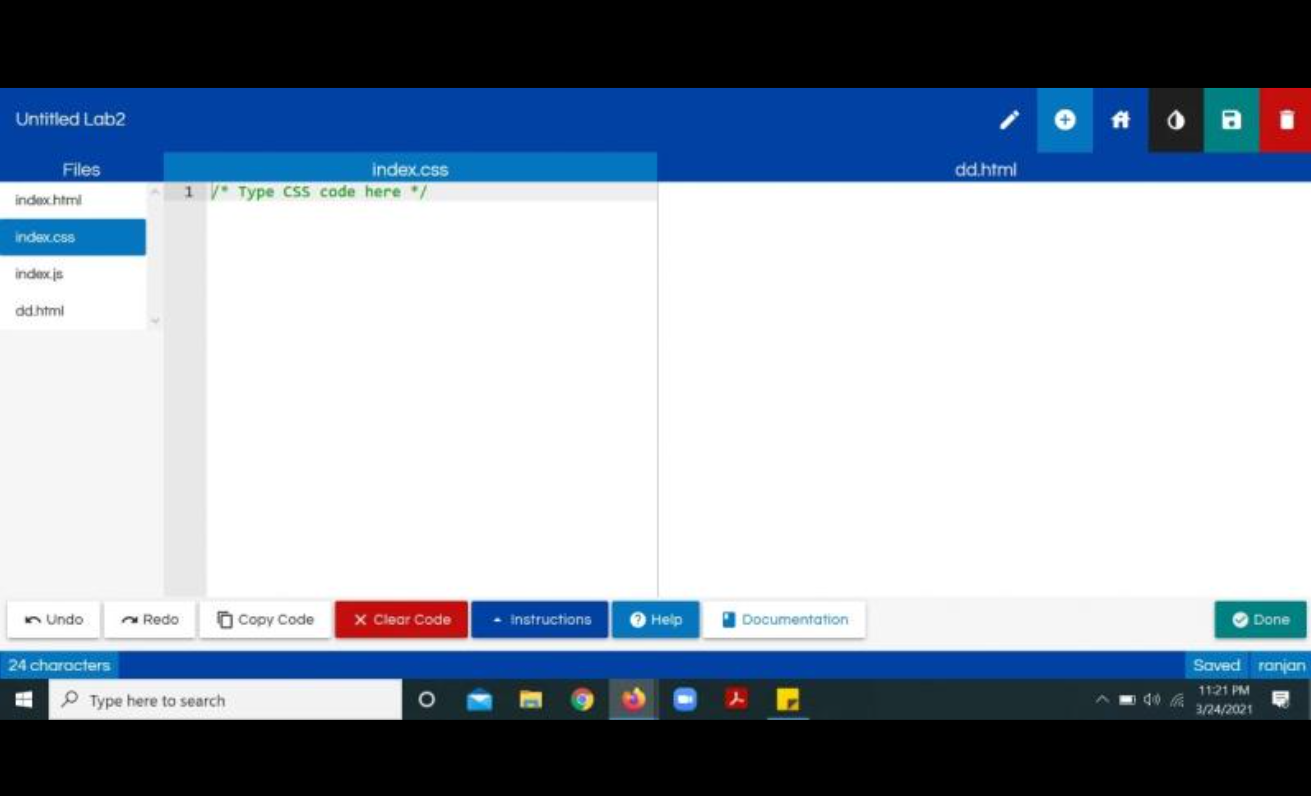 Untitled Lab2
Files
index.css
dd.html
index.html
index.css
index.js
dd.html
1 /* Type CSS code here */
Undo
Redo
Copy Code
Clear Code
Instructions
Help
Documentation
Done
24 characters
Saved
ranjan
Type here to search
11:21 PM
3/24/2021